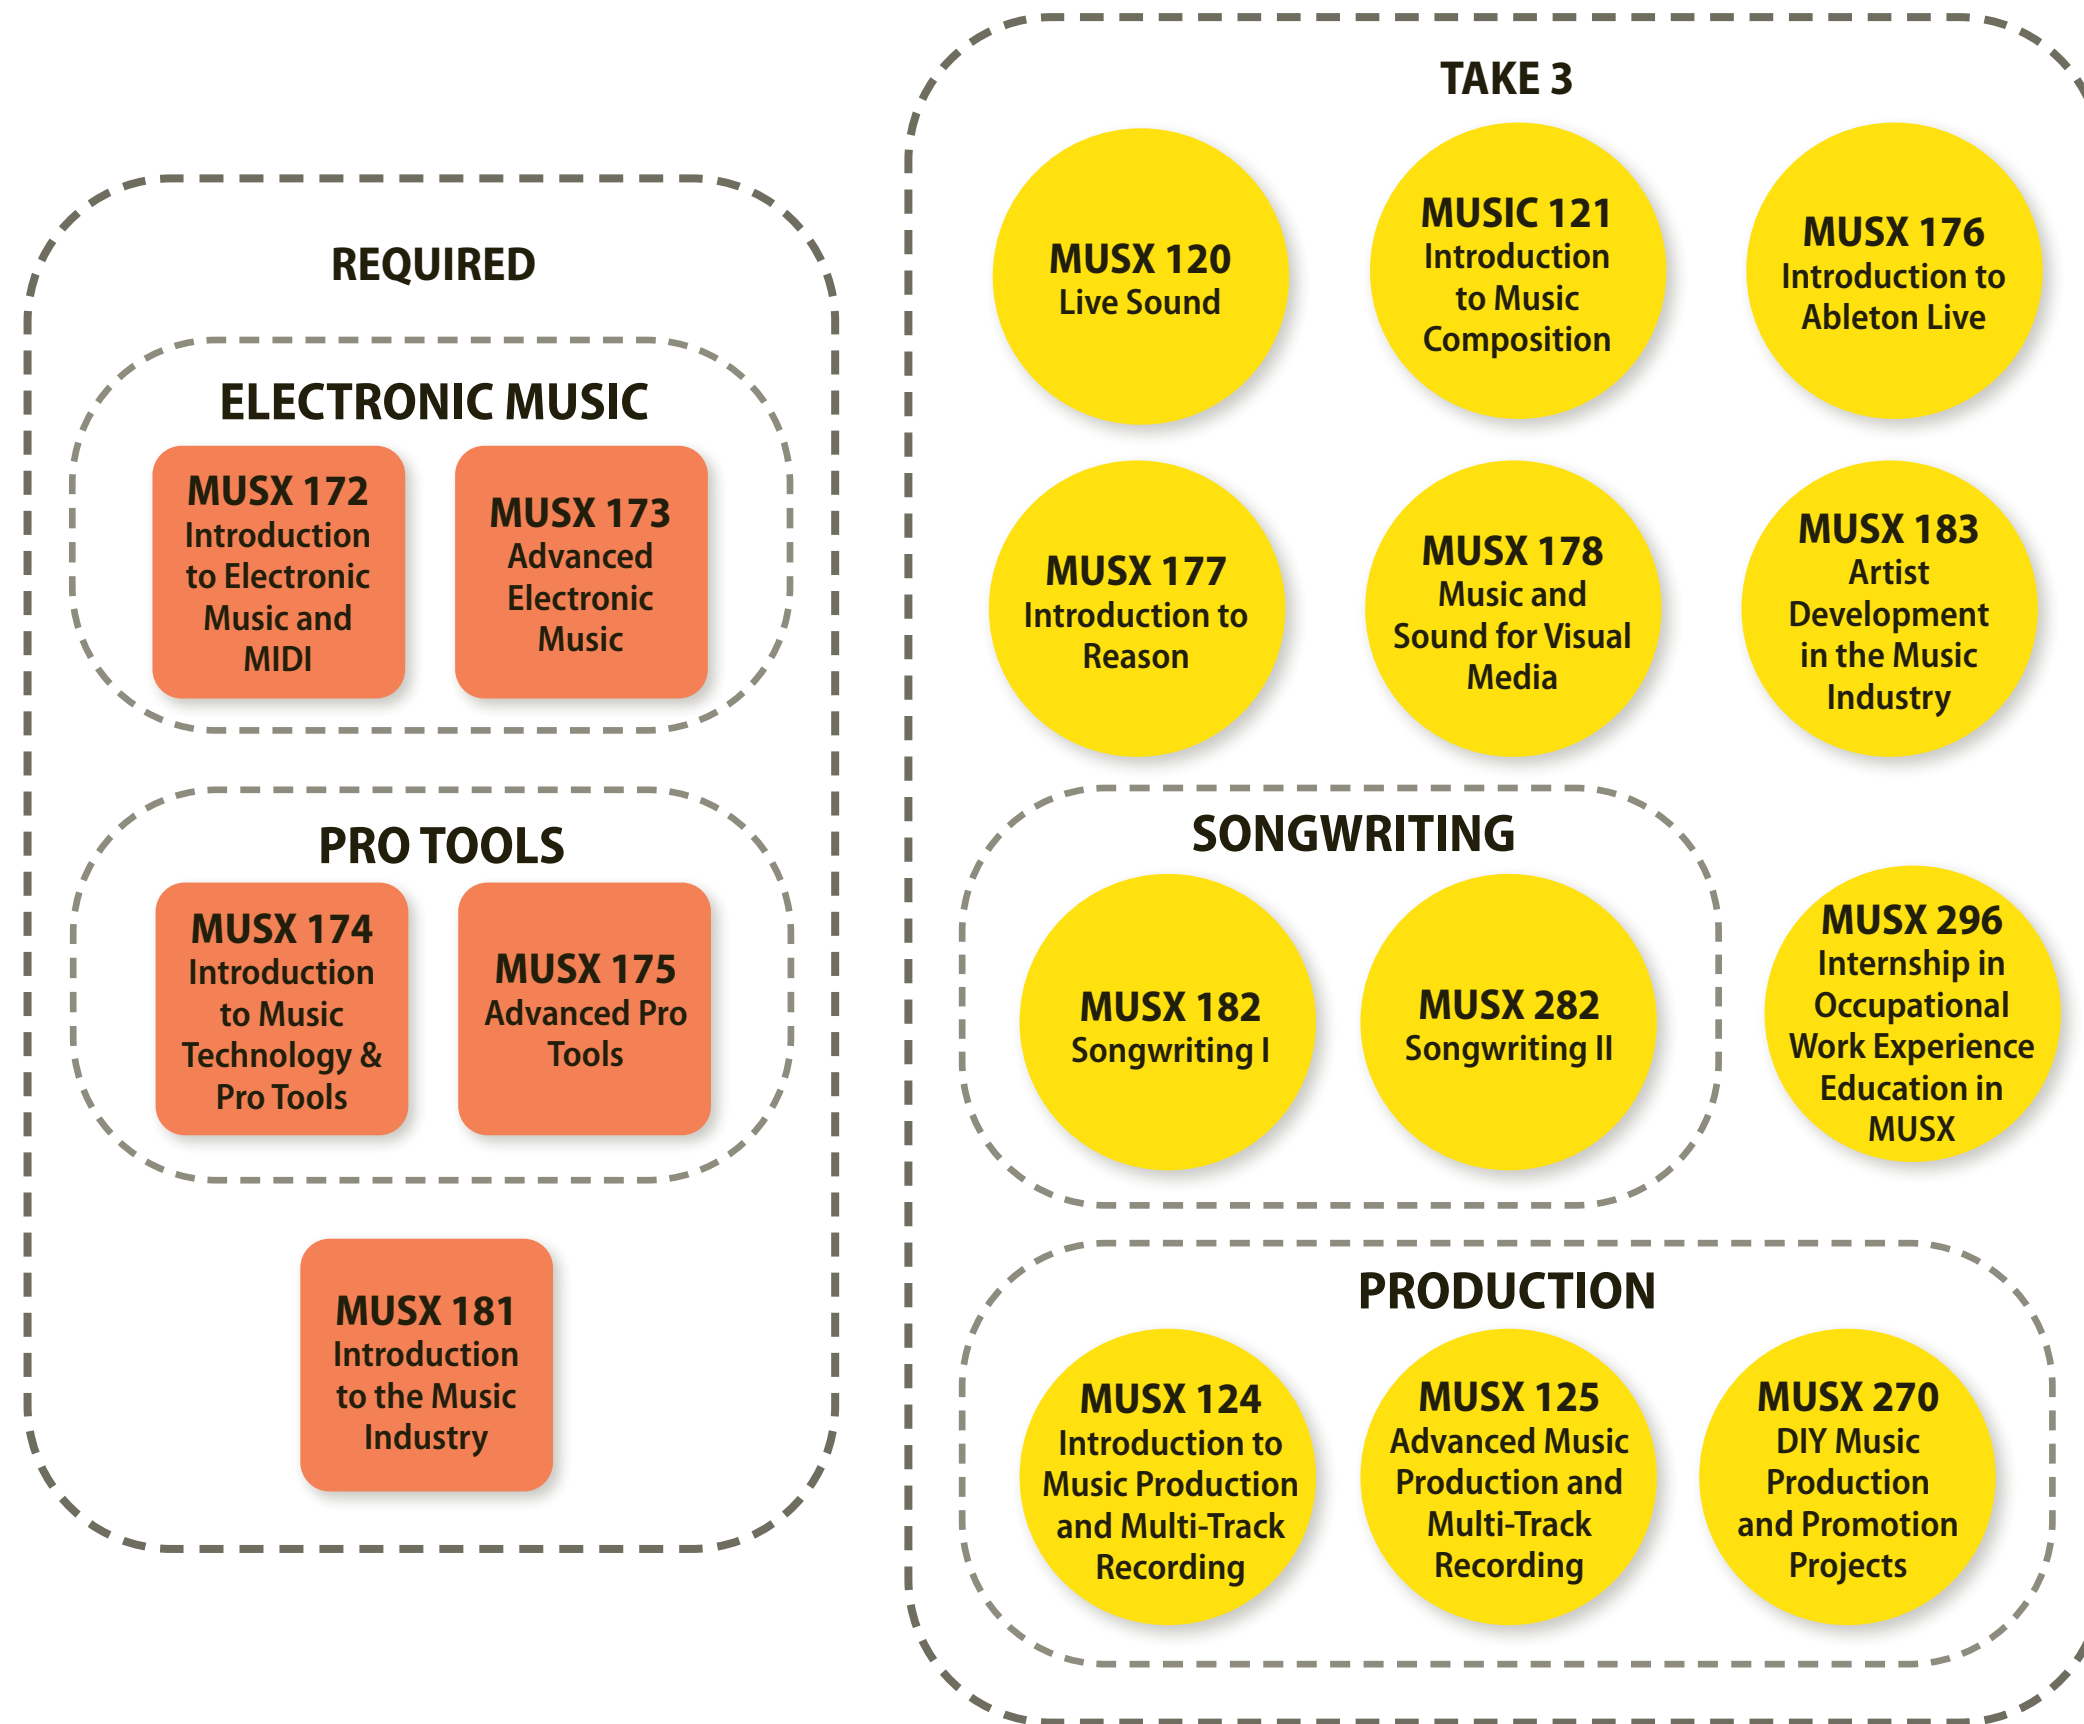 REQUIRED
ELECTRONIC MUSIC
MUSX 172
Introduction
to Electronic
Music and
MIDI
MUSX 173
Advanced
Electronic
Music
PRO TOOLS
MUSX 174
Introduction
to Music
Technology &
Pro Tools
MUSX 175
Advanced Pro
Tools
MUSX 181
Introduction
to the Music
Industry
TAKE 3
MUSX 120
Live Sound
MUSIC 121
Introduction
to Music
Composition
MUSX 176
Introduction to
Ableton Live
MUSX 177
Introduction to
Reason
MUSX 178
Music and
Sound for Visual
Media
MUSX 183
Artist
Development
in the Music
Industry
SONGWRITING
MUSX 182
Songwriting I
MUSX 282
Songwriting II
MUSX 296
Internship in
Occupational
Work Experience
Education in
MUSX
PRODUCTION
MUSX 124
Introduction to
Music Production
and Multi-Track
Recording
MUSX 125
Advanced Music
Production and
Multi-Track
Recording
MUSX 270
DIY Music
Production
and Promotion
Projects